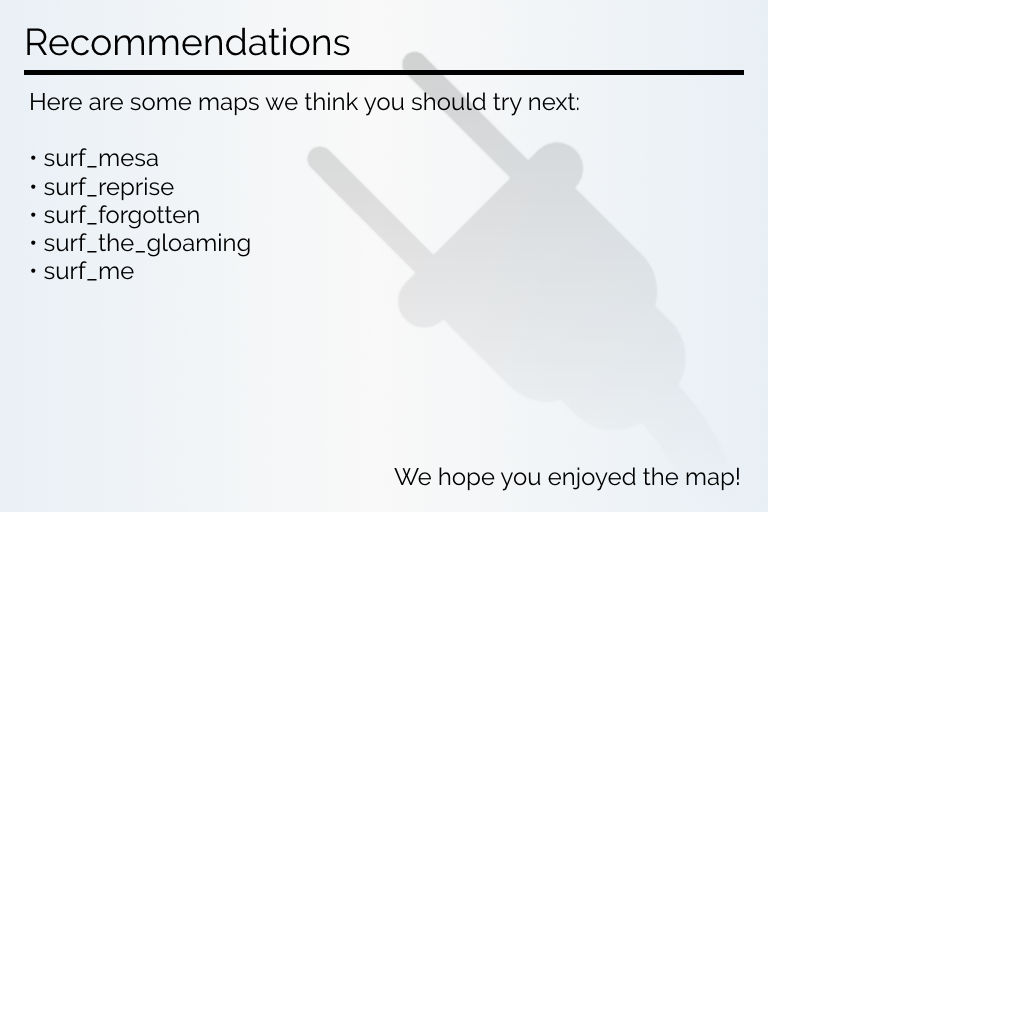 Recommendations
Here are some maps we think you should try next:
• surf_mesa
• surf_reprise
• surf_forgotten
• surf_the_gloaming
• surf_me
We hope you enjoyed the map!